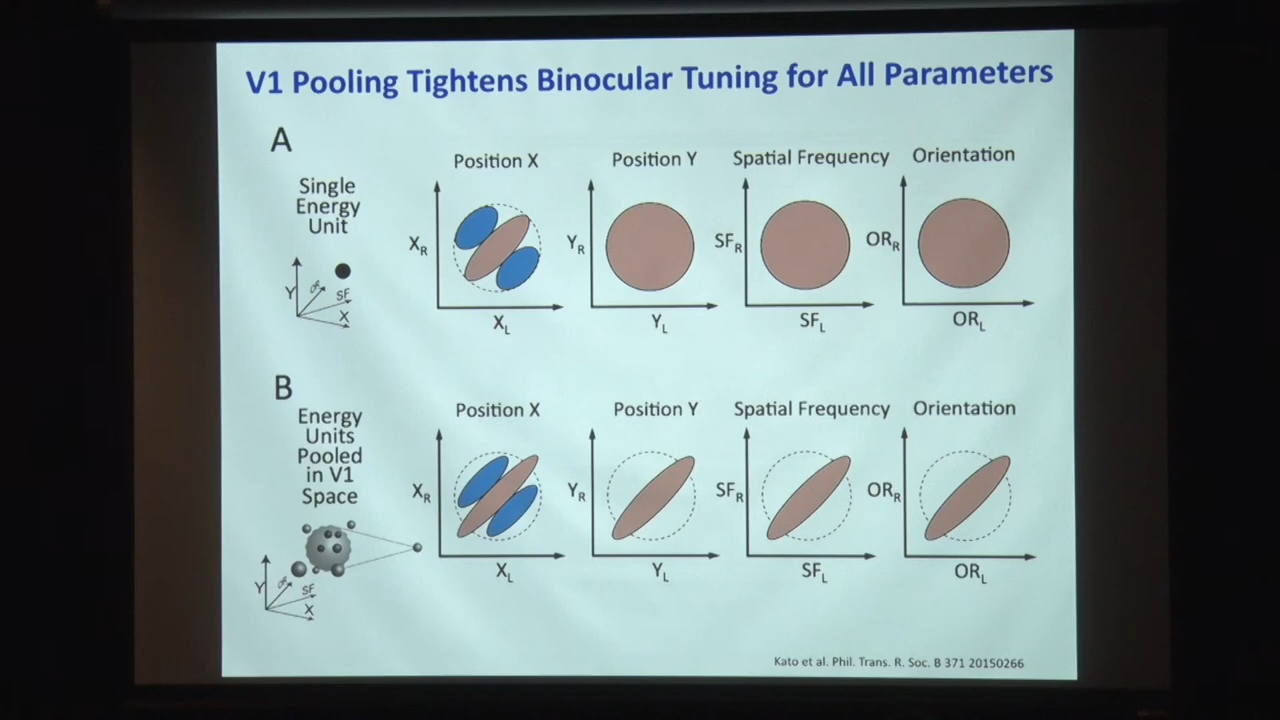 V1 Pooling Tightens Binocular Tuning for All Parameters
A
Single
Energy
Unit
Y
OR
SF
X
Position X
X_R
X_L
Position Y
Y_R
Y_L
Spatial Frequency
SF_R
SF_L
Orientation
OR_R
OR_L
B
Energy
Units
Pooled
in V1
Space
Y
OR
SF
X
Position X
X_R
X_L
Position Y
Y_R
Y_L
Spatial Frequency
SF_R
SF_L
Orientation
OR_R
OR_L
Kato et al. Phil. Trans. R. Soc. B 371 20150266